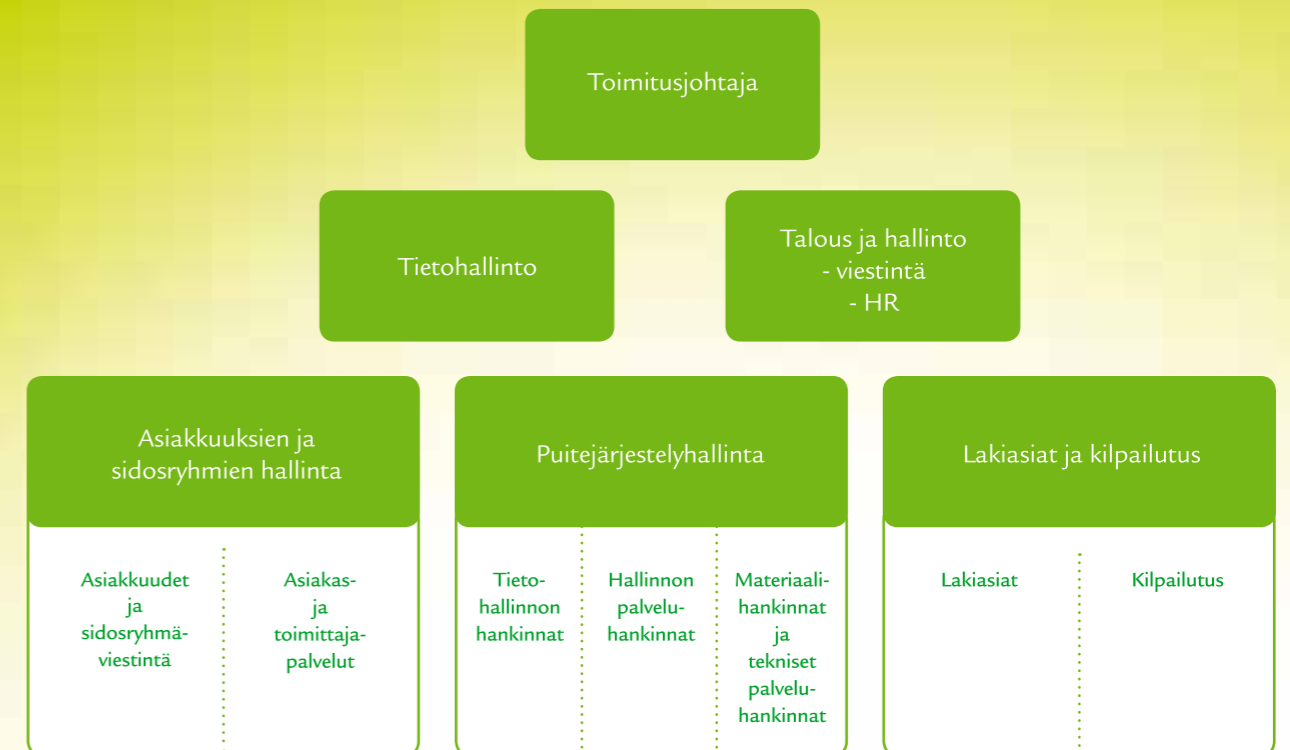 Toimitusjohtaja
Tietohallinto
Talous ja hallinto
- viestintä
- HR
Asiakkuuksien ja
sidosryhmien hallinta
Asiakkuudet
ja
sidosryhmä-
viestintä
Asiakas-
ja
toimittaja-
palvelut
Puitejärjestelyhallinta
Tieto-
hallinnon
hankinnat
Hallinnon
palvelu-
hankinnat
Materiaali-
hankinnat
ja
tekniset
palvelu-
hankinnat
Lakiasiat ja kilpailutus
Lakiasiat
Kilpailutus